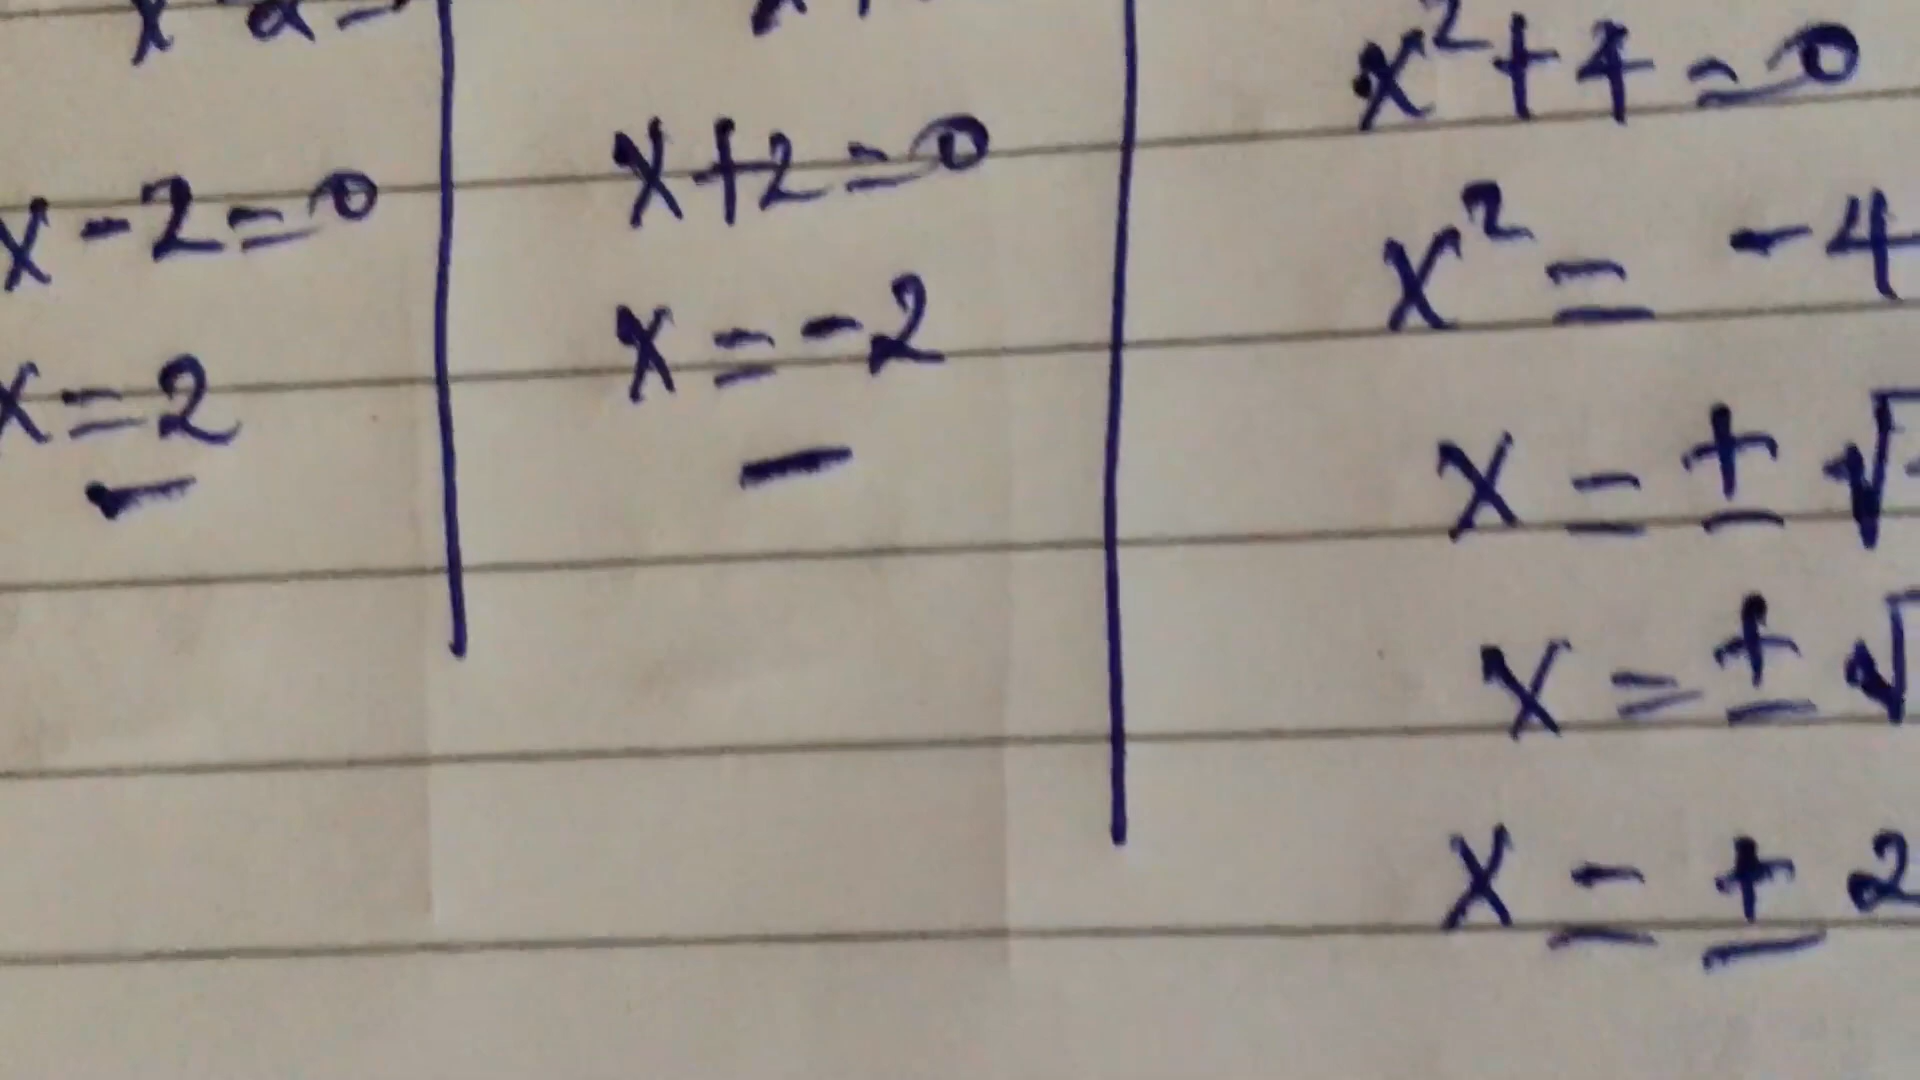 x - 2 = 0
x = 2
x + 2 = 0
x = -2
x² + 4 = 0
x² = -4
x = ± √
x = ± √
x = ± 2